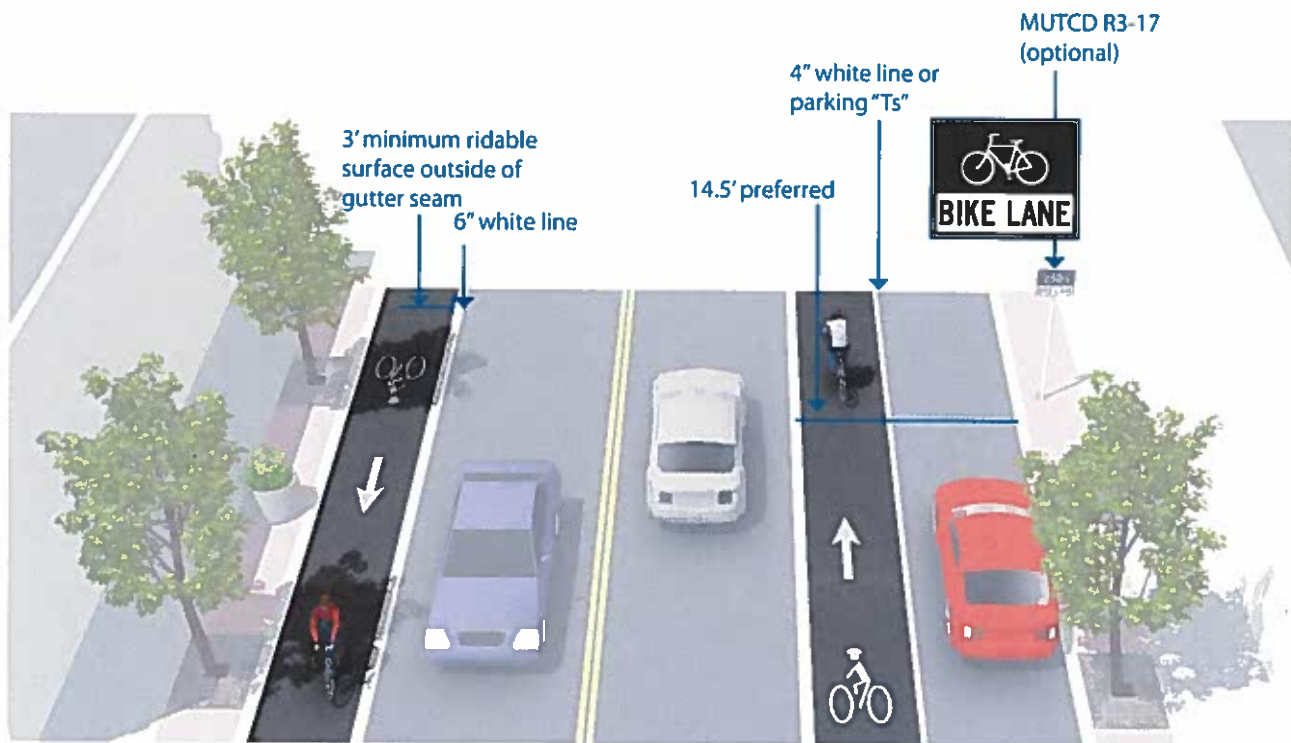 MUTCD R3-17
(optional)
4" white line or
parking "Ts"
3' minimum ridable
surface outside of
gutter seam
14.5' preferred
6" white line
BIKE LANE